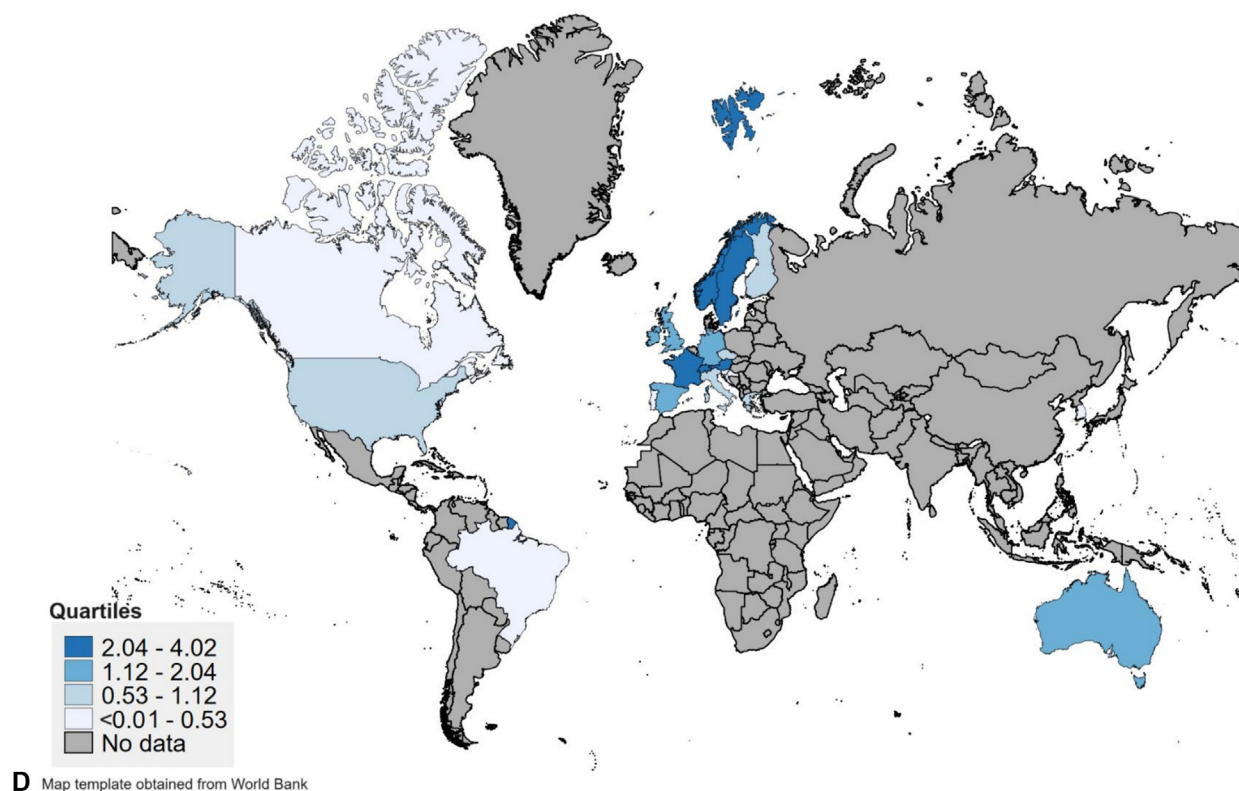 Quartiles
2.04 - 4.02
1.12 - 2.04
0.53 - 1.12
<0.01 - 0.53
No data
D Map template obtained from World Bank